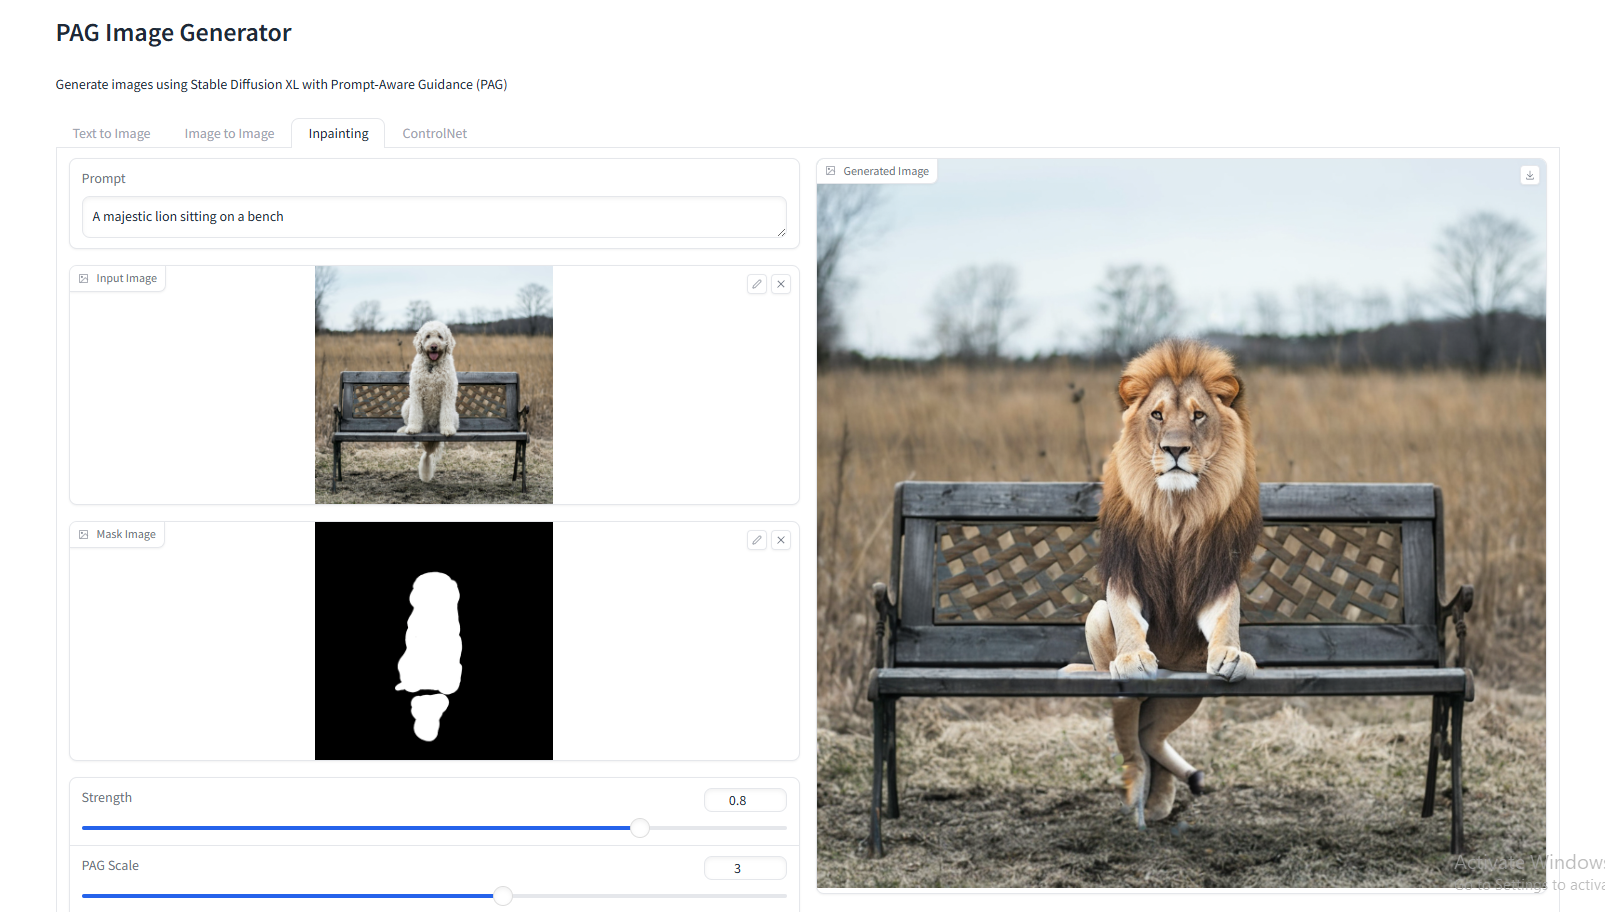 PAG Image Generator
Generate images using Stable Diffusion XL with Prompt-Aware Guidance (PAG)
Text to Image
Image to Image
Inpainting
ControlNet
Prompt
A majestic lion sitting on a bench
Input Image
Mask Image
Strength
0.8
PAG Scale
3
Generated Image
Activate Windows
Go to Settings to activa